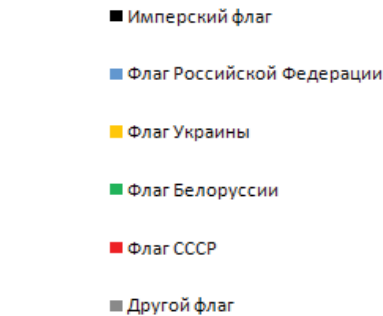 Имперский флаг
Флаг Российской Федерации
Флаг Украины
Флаг Белоруссии
Флаг СССР
Другой флаг